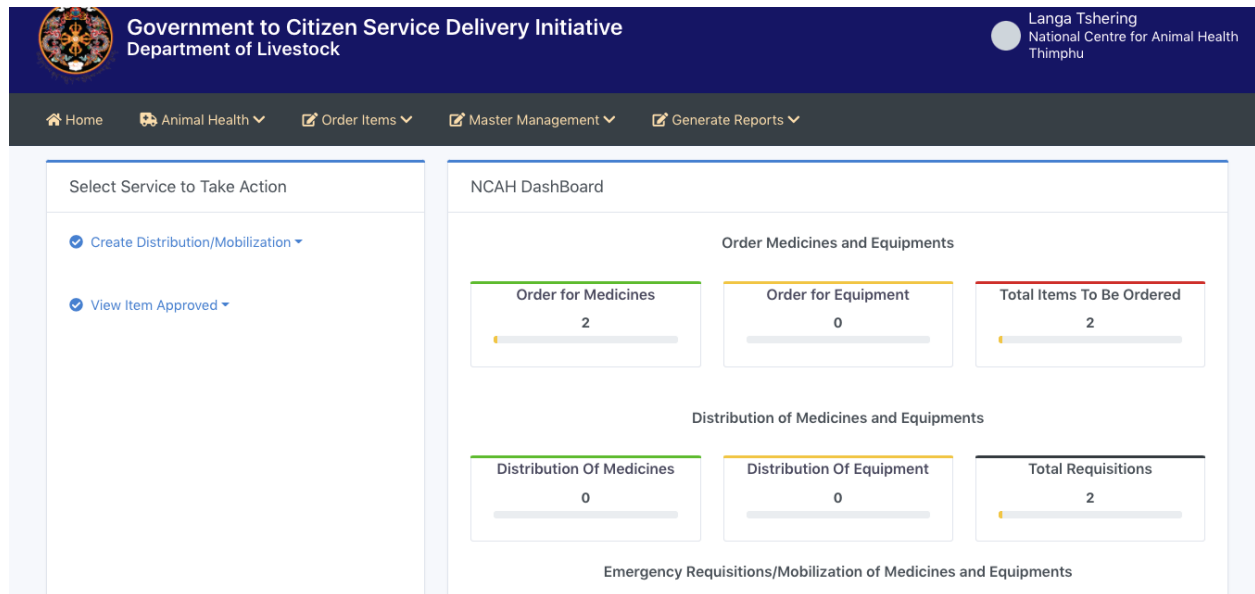 Government to Citizen Service Delivery Initiative
Department of Livestock
Langa Tshering
National Centre for Animal Health
Thimphu
Home
Animal Health
Order Items
Master Management
Generate Reports
Select Service to Take Action
Create Distribution/Mobilization
View Item Approved
NCAH DashBoard
Order Medicines and Equipments
Order for Medicines
2
Order for Equipment
0
Total Items To Be Ordered
2
Distribution of Medicines and Equipments
Distribution Of Medicines
0
Distribution Of Equipment
0
Total Requisitions
2
Emergency Requisitions/Mobilization of Medicines and Equipments